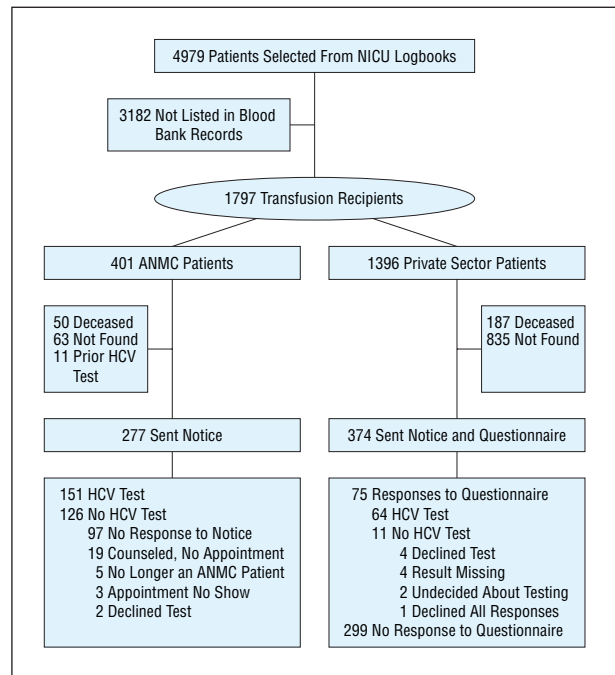 4979 Patients Selected From NICU Logbooks
3182 Not Listed in Blood
Bank Records
1797 Transfusion Recipients
401 ANMC Patients
1396 Private Sector Patients
50 Deceased
63 Not Found
11 Prior HCV
Test
187 Deceased
835 Not Found
277 Sent Notice
374 Sent Notice and Questionnaire
151 HCV Test
126 No HCV Test
97 No Response to Notice
19 Counseled, No Appointment
5 No Longer an ANMC Patient
3 Appointment No Show
2 Declined Test
75 Responses to Questionnaire
64 HCV Test
11 No HCV Test
4 Declined Test
4 Result Missing
2 Undecided About Testing
1 Declined All Responses
299 No Response to Questionnaire